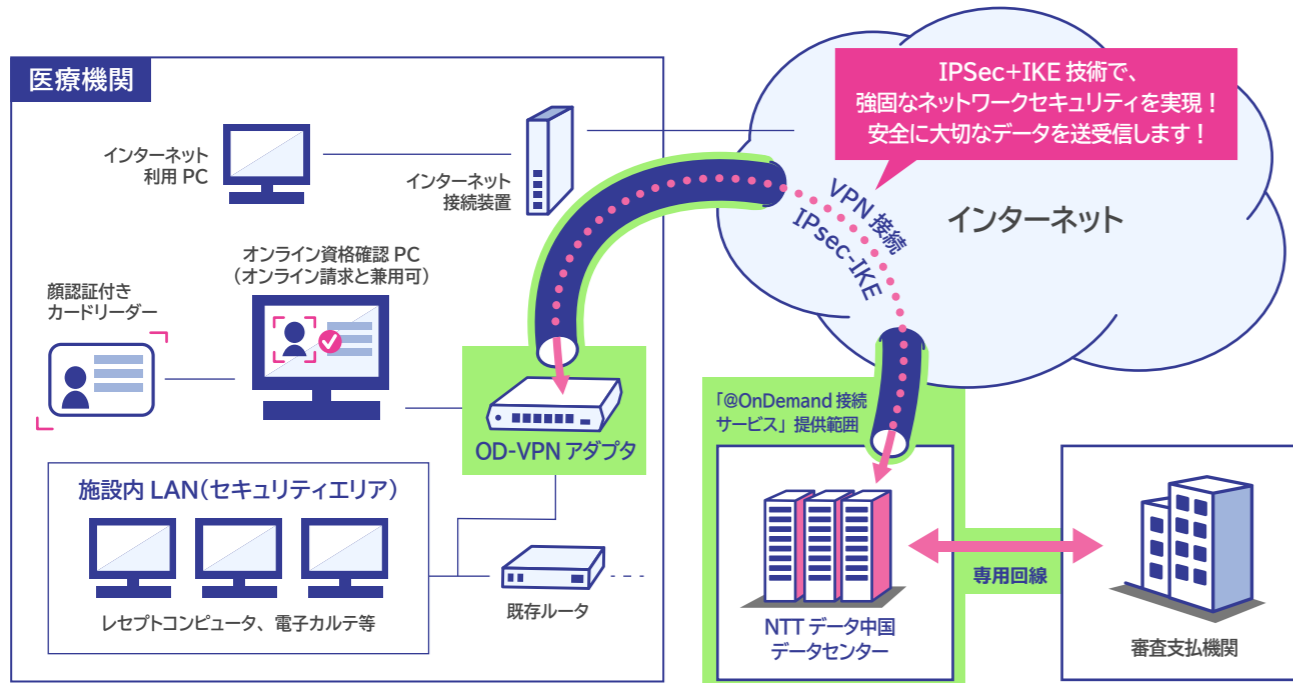 医療機関
IPSec+IKE 技術で、
強固なネットワークセキュリティを実現！
安全に大切なデータを送受信します！
インターネット
利用 PC
インターネット
接続装置
VPN 接続
IPsec-IKE
インターネット
オンライン資格確認 PC
（オンライン請求と兼用可）
顔認証付き
カードリーダー
OD-VPN アダプタ
「@OnDemand 接続
サービス」提供範囲
施設内 LAN（セキュリティエリア）
レセプトコンピュータ、電子カルテ等
既存ルータ
専用回線
NTT データ中国
データセンター
審査支払機関